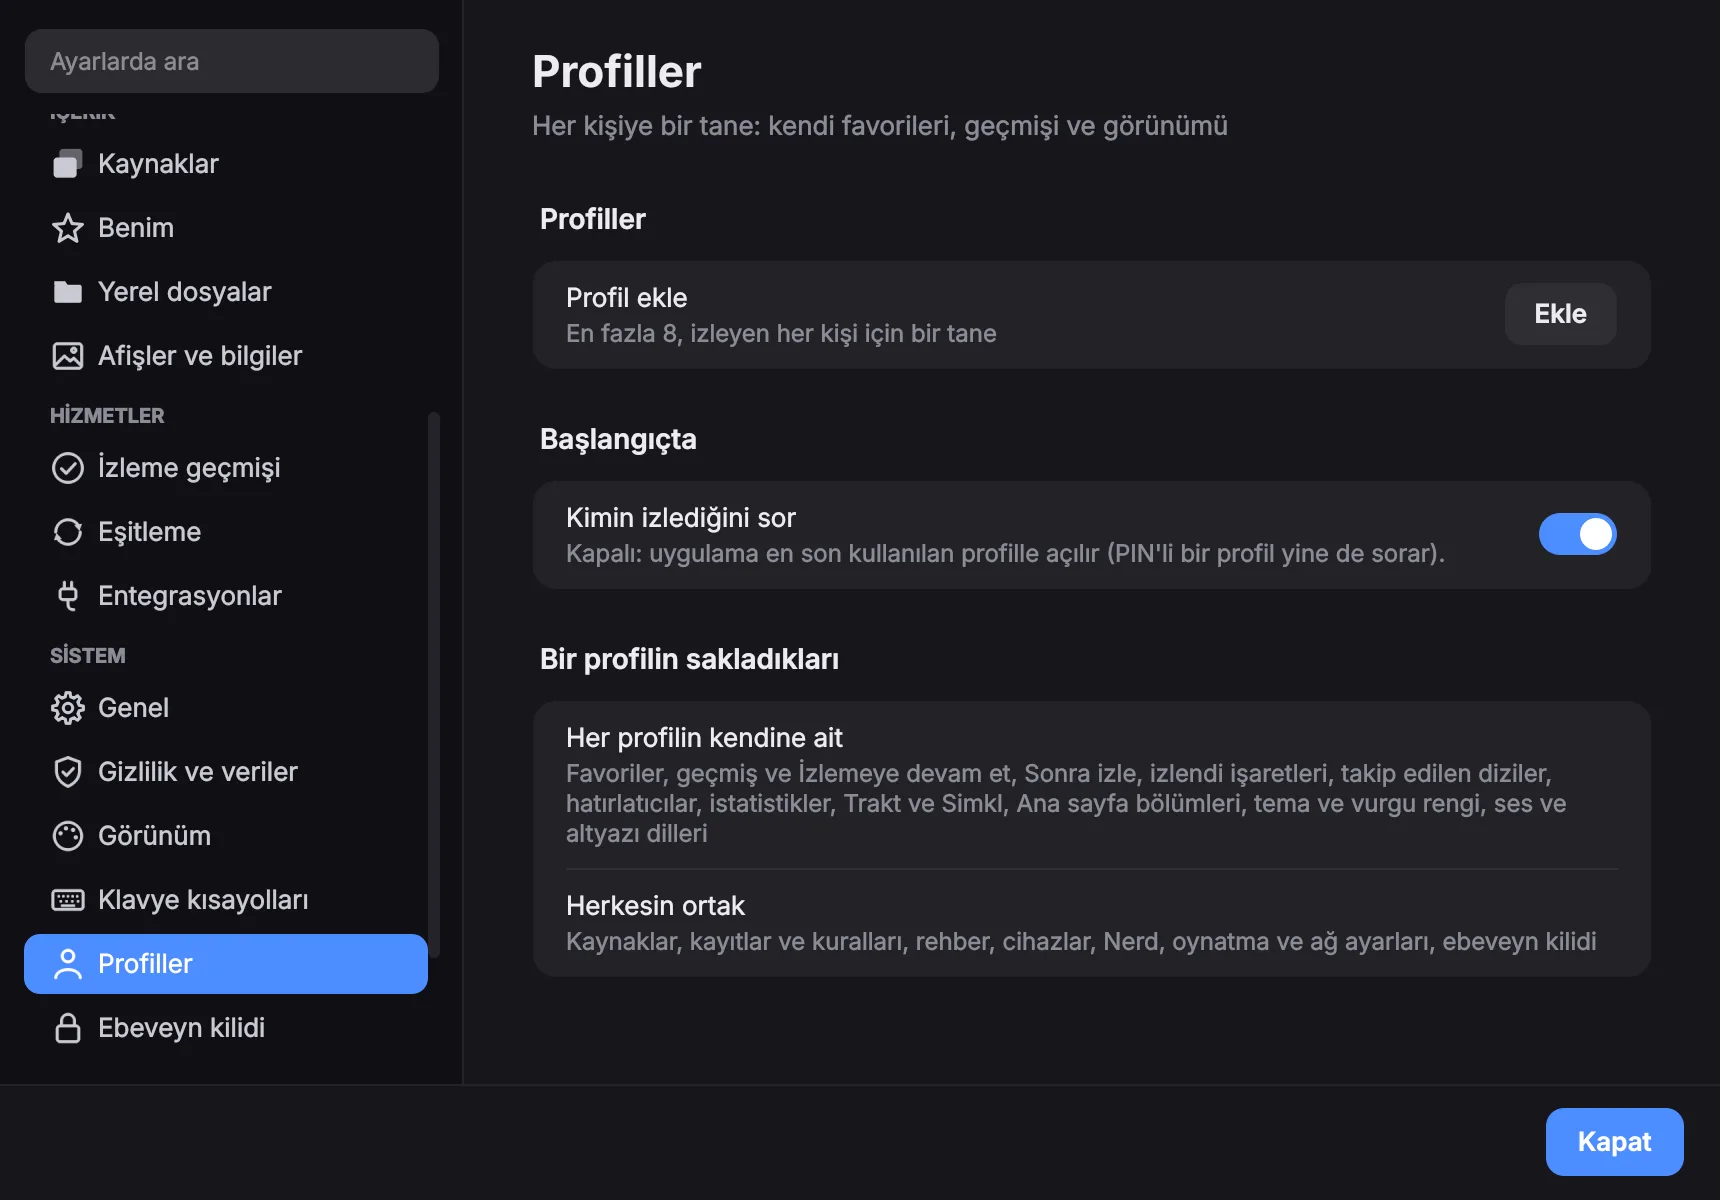 Ayarlarda ara
İÇERİK
Kaynaklar
Benim
Yerel dosyalar
Afişler ve bilgiler
HİZMETLER
İzleme geçmişi
Eşitleme
Entegrasyonlar
SİSTEM
Genel
Gizlilik ve veriler
Görünüm
Klavye kısayolları
Profiller
Ebeveyn kilidi
Profiller
Her kişiye bir tane: kendi favorileri, geçmişi ve görünümü
Profiller
Profil ekle
En fazla 8, izleyen her kişi için bir tane
Ekle
Başlangıçta
Kimin izlediğini sor
Kapalı: uygulama en son kullanılan profille açılır (PIN'li bir profil yine de sorar).
Bir profilin sakladıkları
Her profilin kendine ait
Favoriler, geçmiş ve İzlemeye devam et, Sonra izle, izlendi işaretleri, takip edilen diziler,
hatırlatıcılar, istatistikler, Trakt ve Simkl, Ana sayfa bölümleri, tema ve vurgu rengi, ses ve
altyazı dilleri
Herkesin ortak
Kaynaklar, kayıtlar ve kuralları, rehber, cihazlar, Nerd, oynatma ve ağ ayarları, ebeveyn kilidi
Kapat